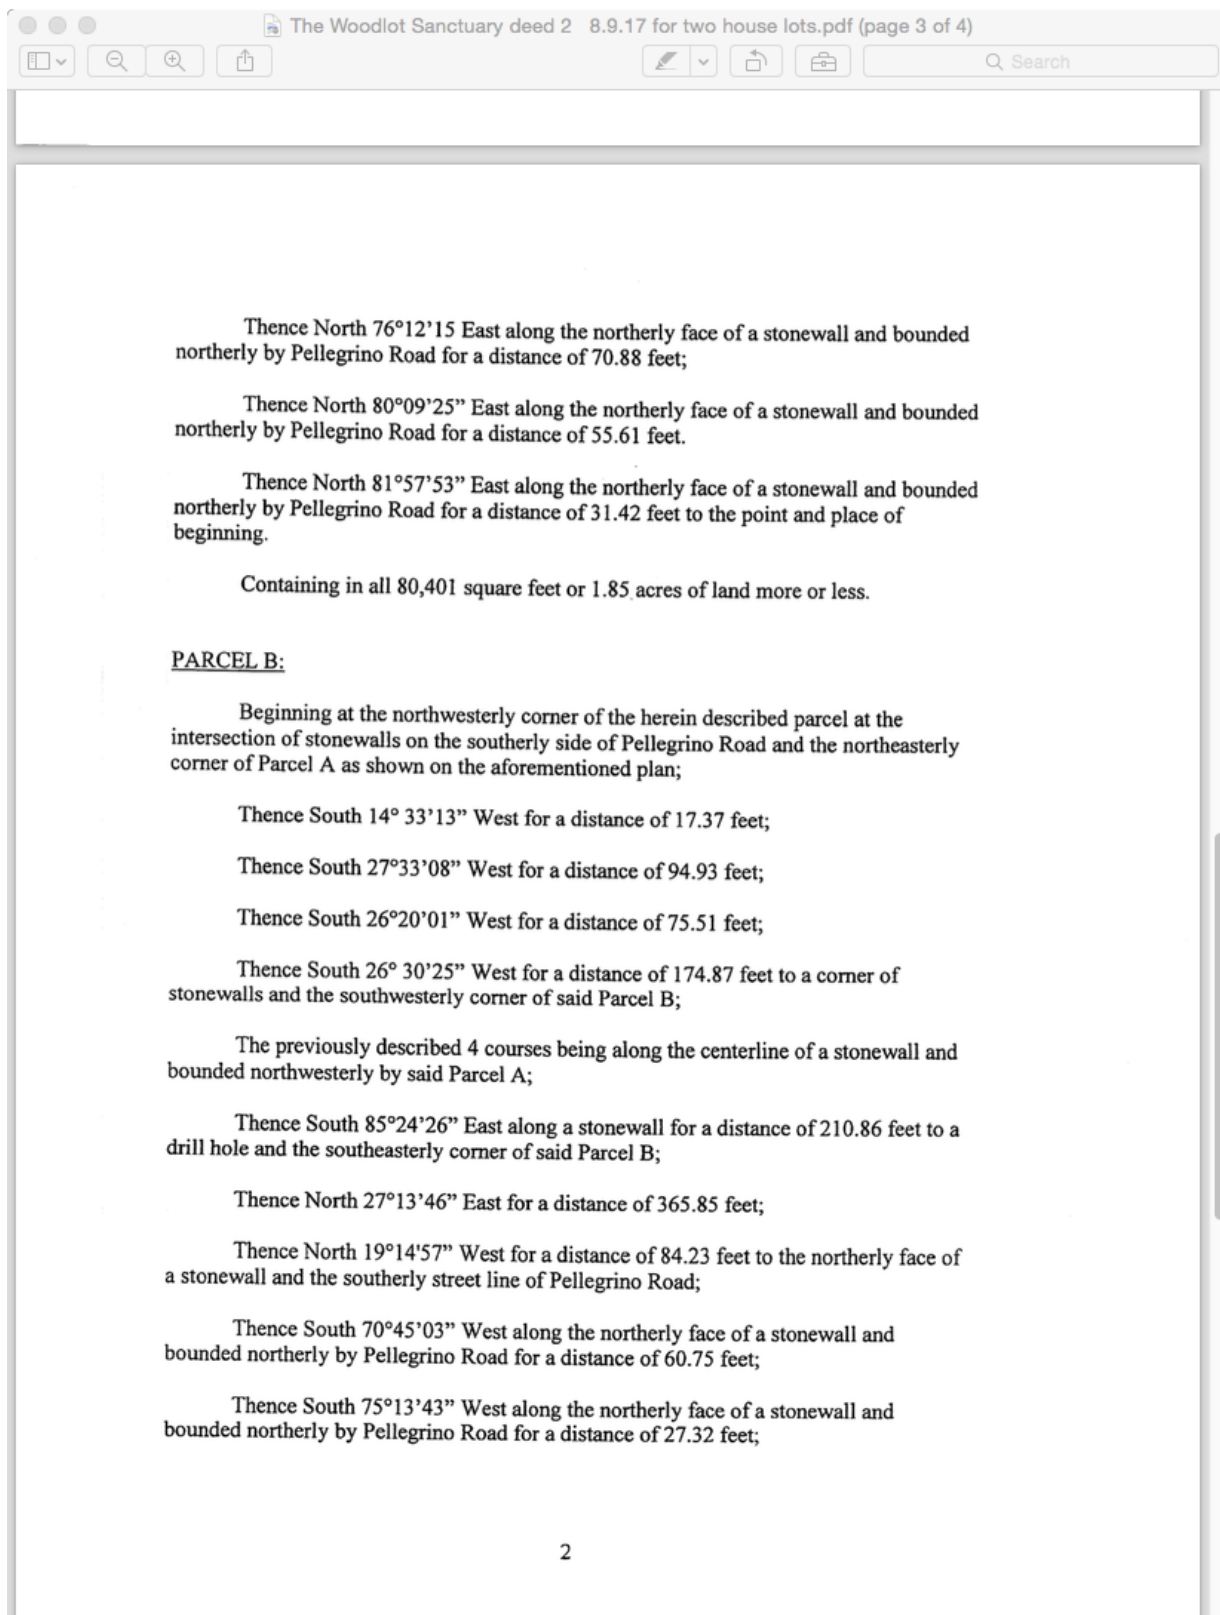 The Woodlot Sanctuary deed 2   8.9.17 for two house lots.pdf (page 3 of 4)
Search
Thence North 76°12’15 East along the northerly face of a stonewall and bounded
northerly by Pellegrino Road for a distance of 70.88 feet;
Thence North 80°09’25” East along the northerly face of a stonewall and bounded
northerly by Pellegrino Road for a distance of 55.61 feet.
Thence North 81°57’53” East along the northerly face of a stonewall and bounded
northerly by Pellegrino Road for a distance of 31.42 feet to the point and place of
beginning.
Containing in all 80,401 square feet or 1.85 acres of land more or less.
PARCEL B:
Beginning at the northwesterly corner of the herein described parcel at the
intersection of stonewalls on the southerly side of Pellegrino Road and the northeasterly
corner of Parcel A as shown on the aforementioned plan;
Thence South 14° 33’13” West for a distance of 17.37 feet;
Thence South 27°33’08” West for a distance of 94.93 feet;
Thence South 26°20’01” West for a distance of 75.51 feet;
Thence South 26° 30’25” West for a distance of 174.87 feet to a corner of
stonewalls and the southwesterly corner of said Parcel B;
The previously described 4 courses being along the centerline of a stonewall and
bounded northwesterly by said Parcel A;
Thence South 85°24’26” East along a stonewall for a distance of 210.86 feet to a
drill hole and the southeasterly corner of said Parcel B;
Thence North 27°13’46” East for a distance of 365.85 feet;
Thence North 19°14'57” West for a distance of 84.23 feet to the northerly face of
a stonewall and the southerly street line of Pellegrino Road;
Thence South 70°45’03” West along the northerly face of a stonewall and
bounded northerly by Pellegrino Road for a distance of 60.75 feet;
Thence South 75°13’43” West along the northerly face of a stonewall and
bounded northerly by Pellegrino Road for a distance of 27.32 feet;
2